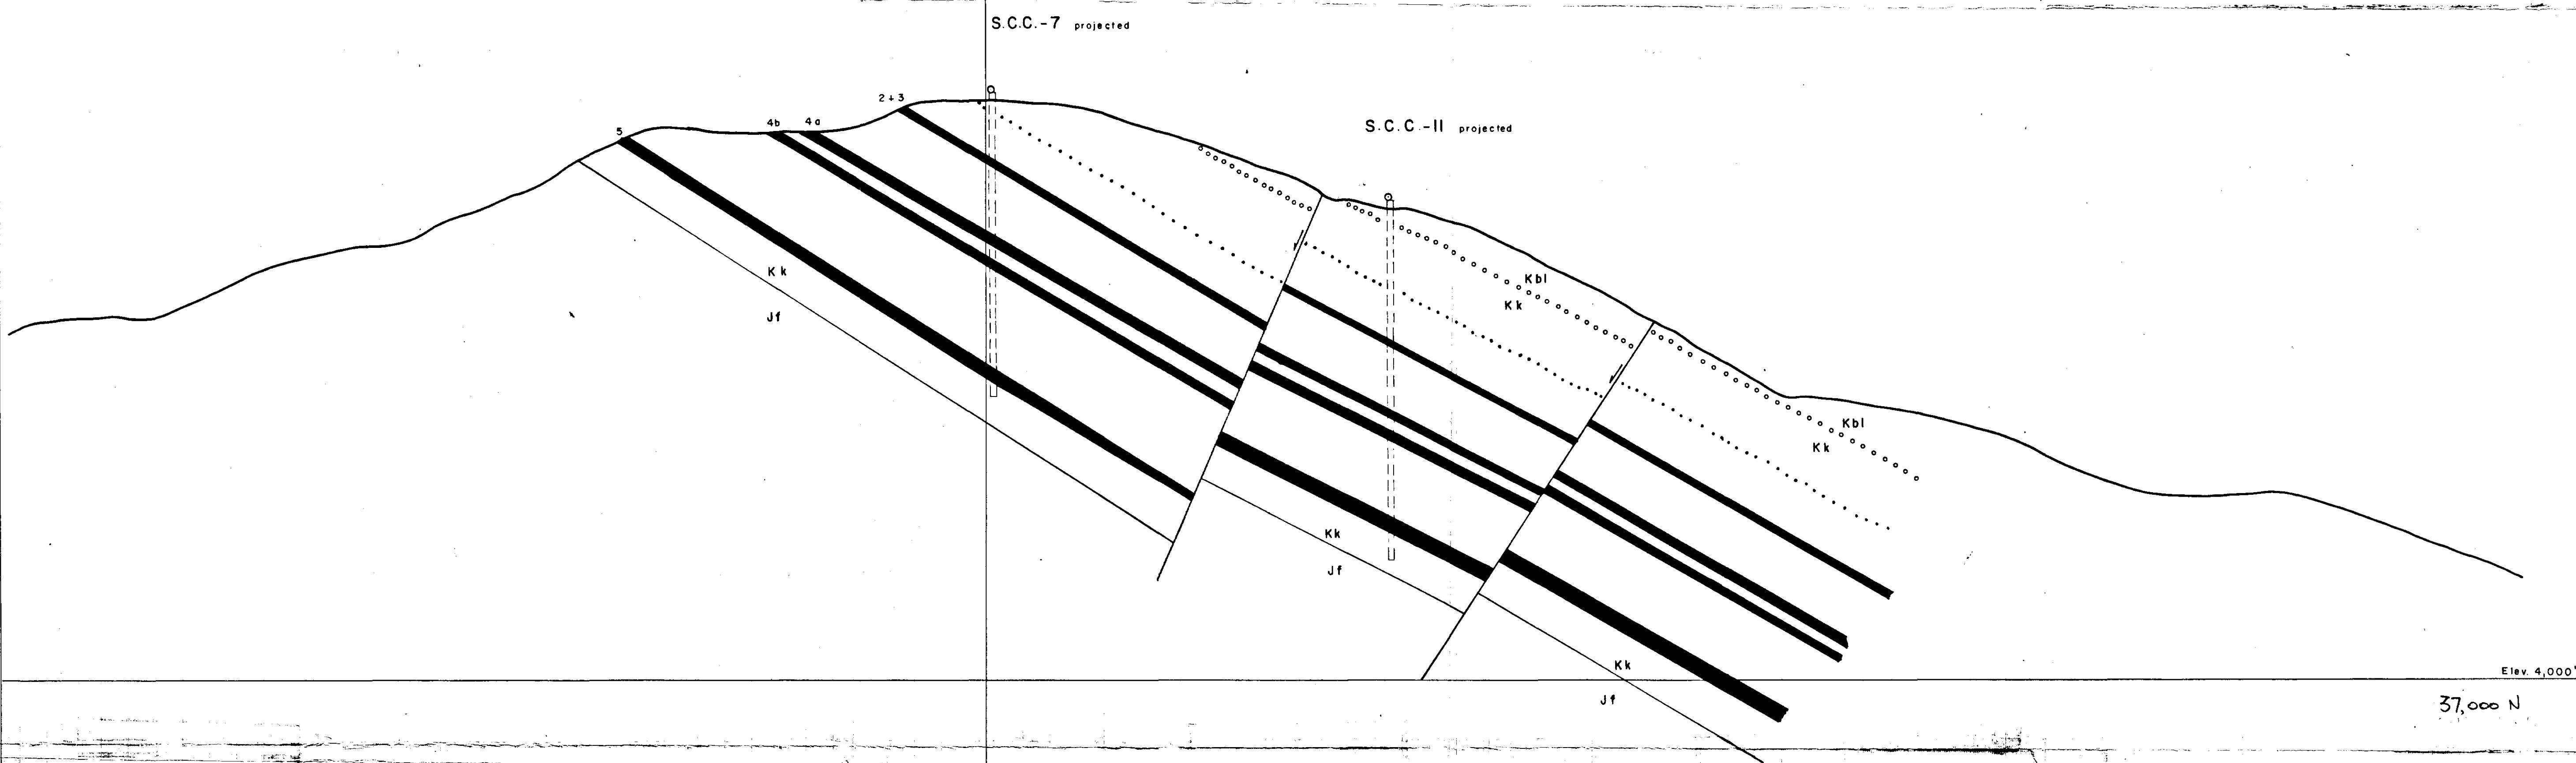 S.C.C.-7 projected
2+3
4b 4a
5
S.C.C.-11 projected
Kk
Jf
Kbl
Kk
Kbl
Kk
Kk
Jf
Kk
Jf
Elev. 4,000'
37,000 N